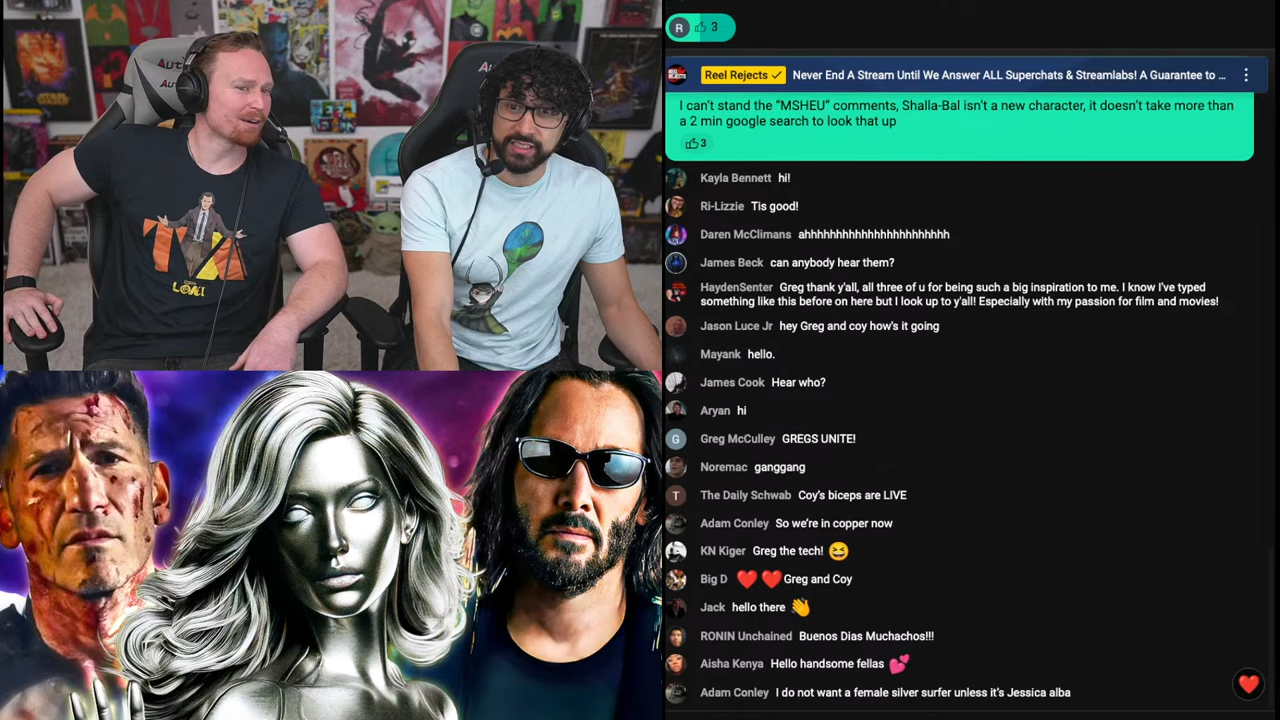 R 3
Reel Rejects ✓ Never End A Stream Until We Answer ALL Superchats & Streamlabs! A Guarantee to ...
I can't stand the “MSHEU” comments, Shalla-Bal isn't a new character, it doesn't take more than
a 2 min google search to look that up
3
Kayla Bennett hi!
Ri-Lizzie Tis good!
Daren McClimans ahhhhhhhhhhhhhhhhhhhhhhh
James Beck can anybody hear them?
HaydenSenter Greg thank y'all, all three of u for being such a big inspiration to me. I know I've typed
something like this before on here but I look up to y'all! Especially with my passion for film and movies!
Jason Luce Jr hey Greg and coy how's it going
Mayank hello.
James Cook Hear who?
Aryan hi
G Greg McCulley GREGS UNITE!
Noremac ganggang
T The Daily Schwab Coy's biceps are LIVE
Adam Conley So we're in copper now
KN Kiger Greg the tech! 😆
Big D ❤️❤️Greg and Coy
Jack hello there 👋
RONIN Unchained Buenos Dias Muchachos!!!
Aisha Kenya Hello handsome fellas 💕
Adam Conley I do not want a female silver surfer unless it's Jessica alba
TVA
LOKI